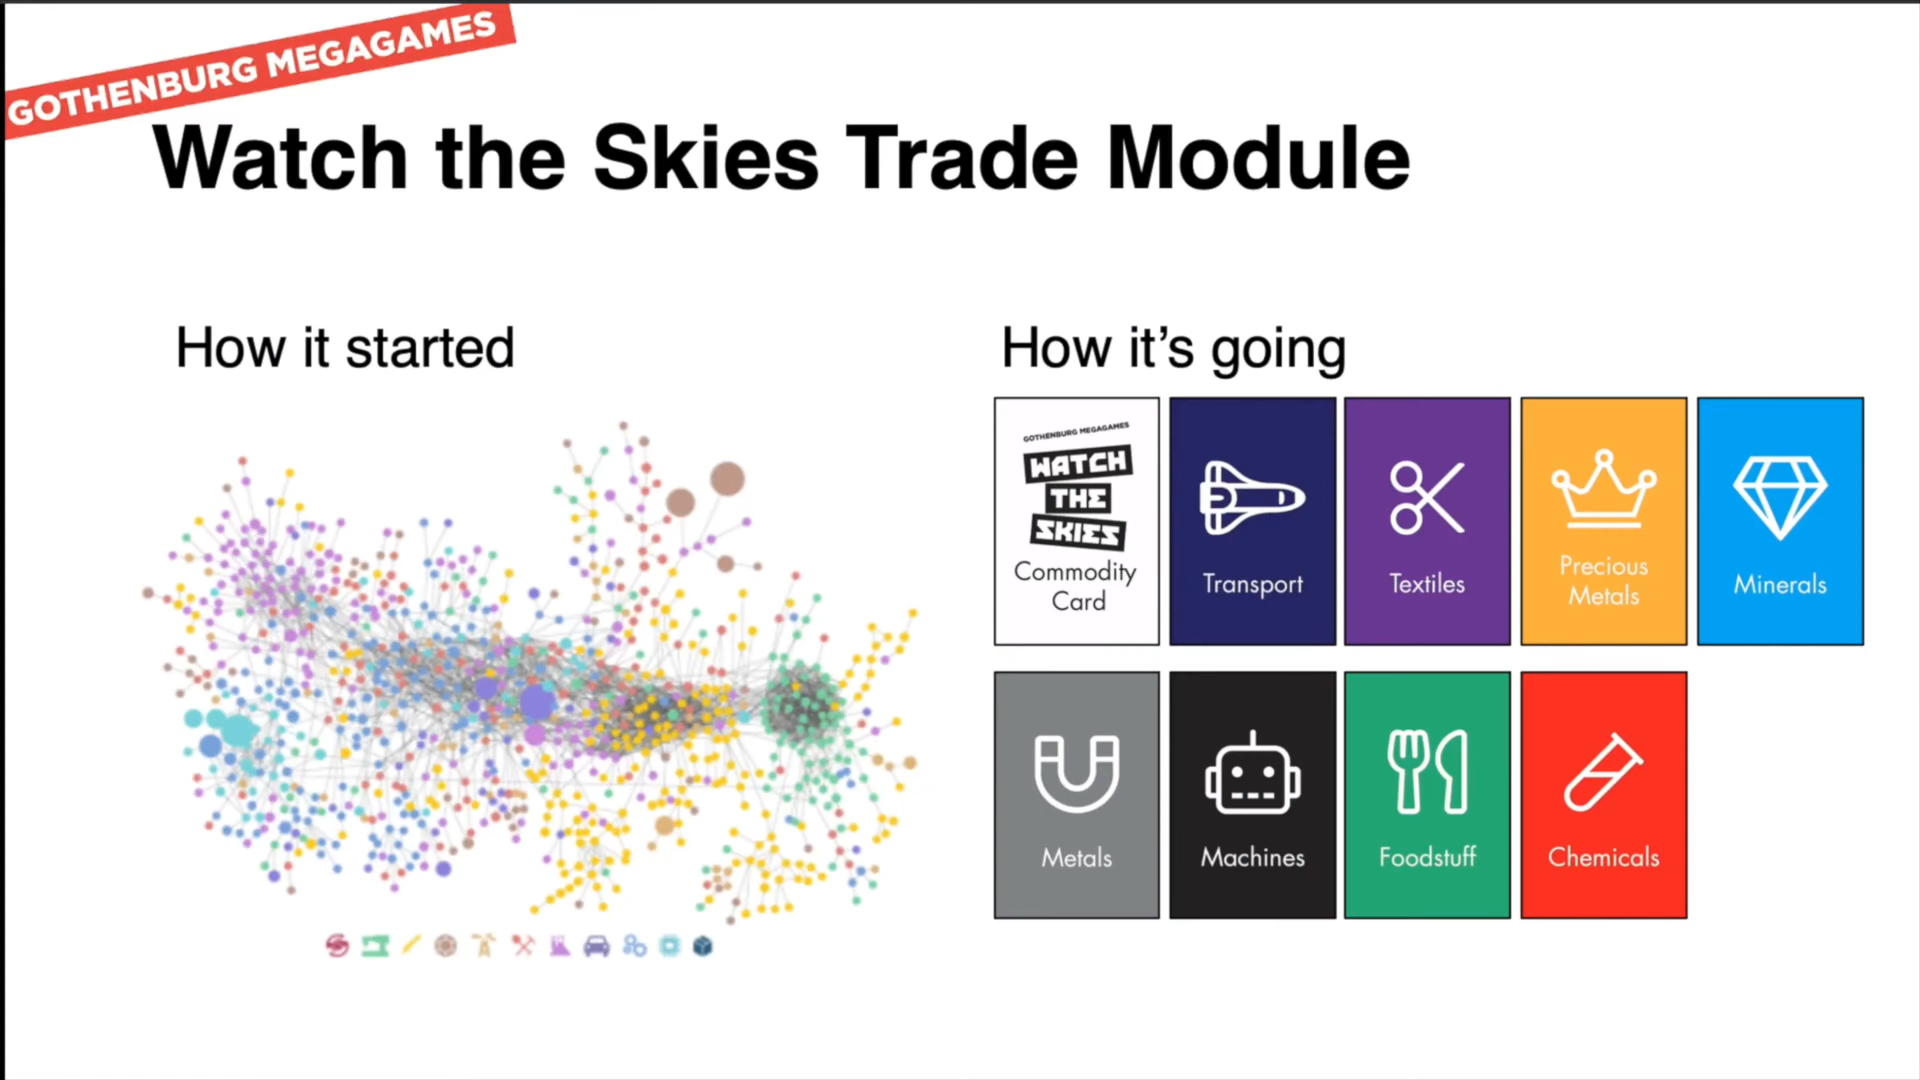 GOTHENBURG MEGAGAMES
Watch the Skies Trade Module
How it started
How it's going
GOTHENBURG MEGAGAMES
WATCH
THE
SKIES
Commodity
Card
Transport
Textiles
Precious
Metals
Minerals
Metals
Machines
Foodstuff
Chemicals